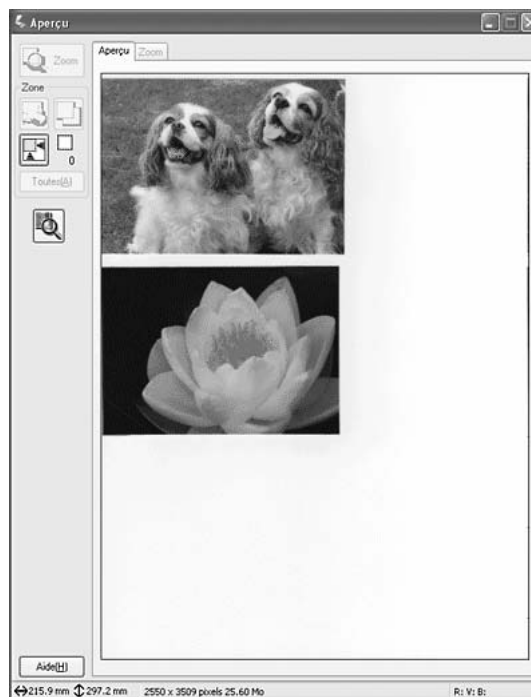 Aperçu
Zoom
Aperçu
Zoom
Zone
0
Toutes(A)
Aide(H)
215.9 mm 297.2 mm 2550 x 3509 pixels 25.60 Mo R: V: B: